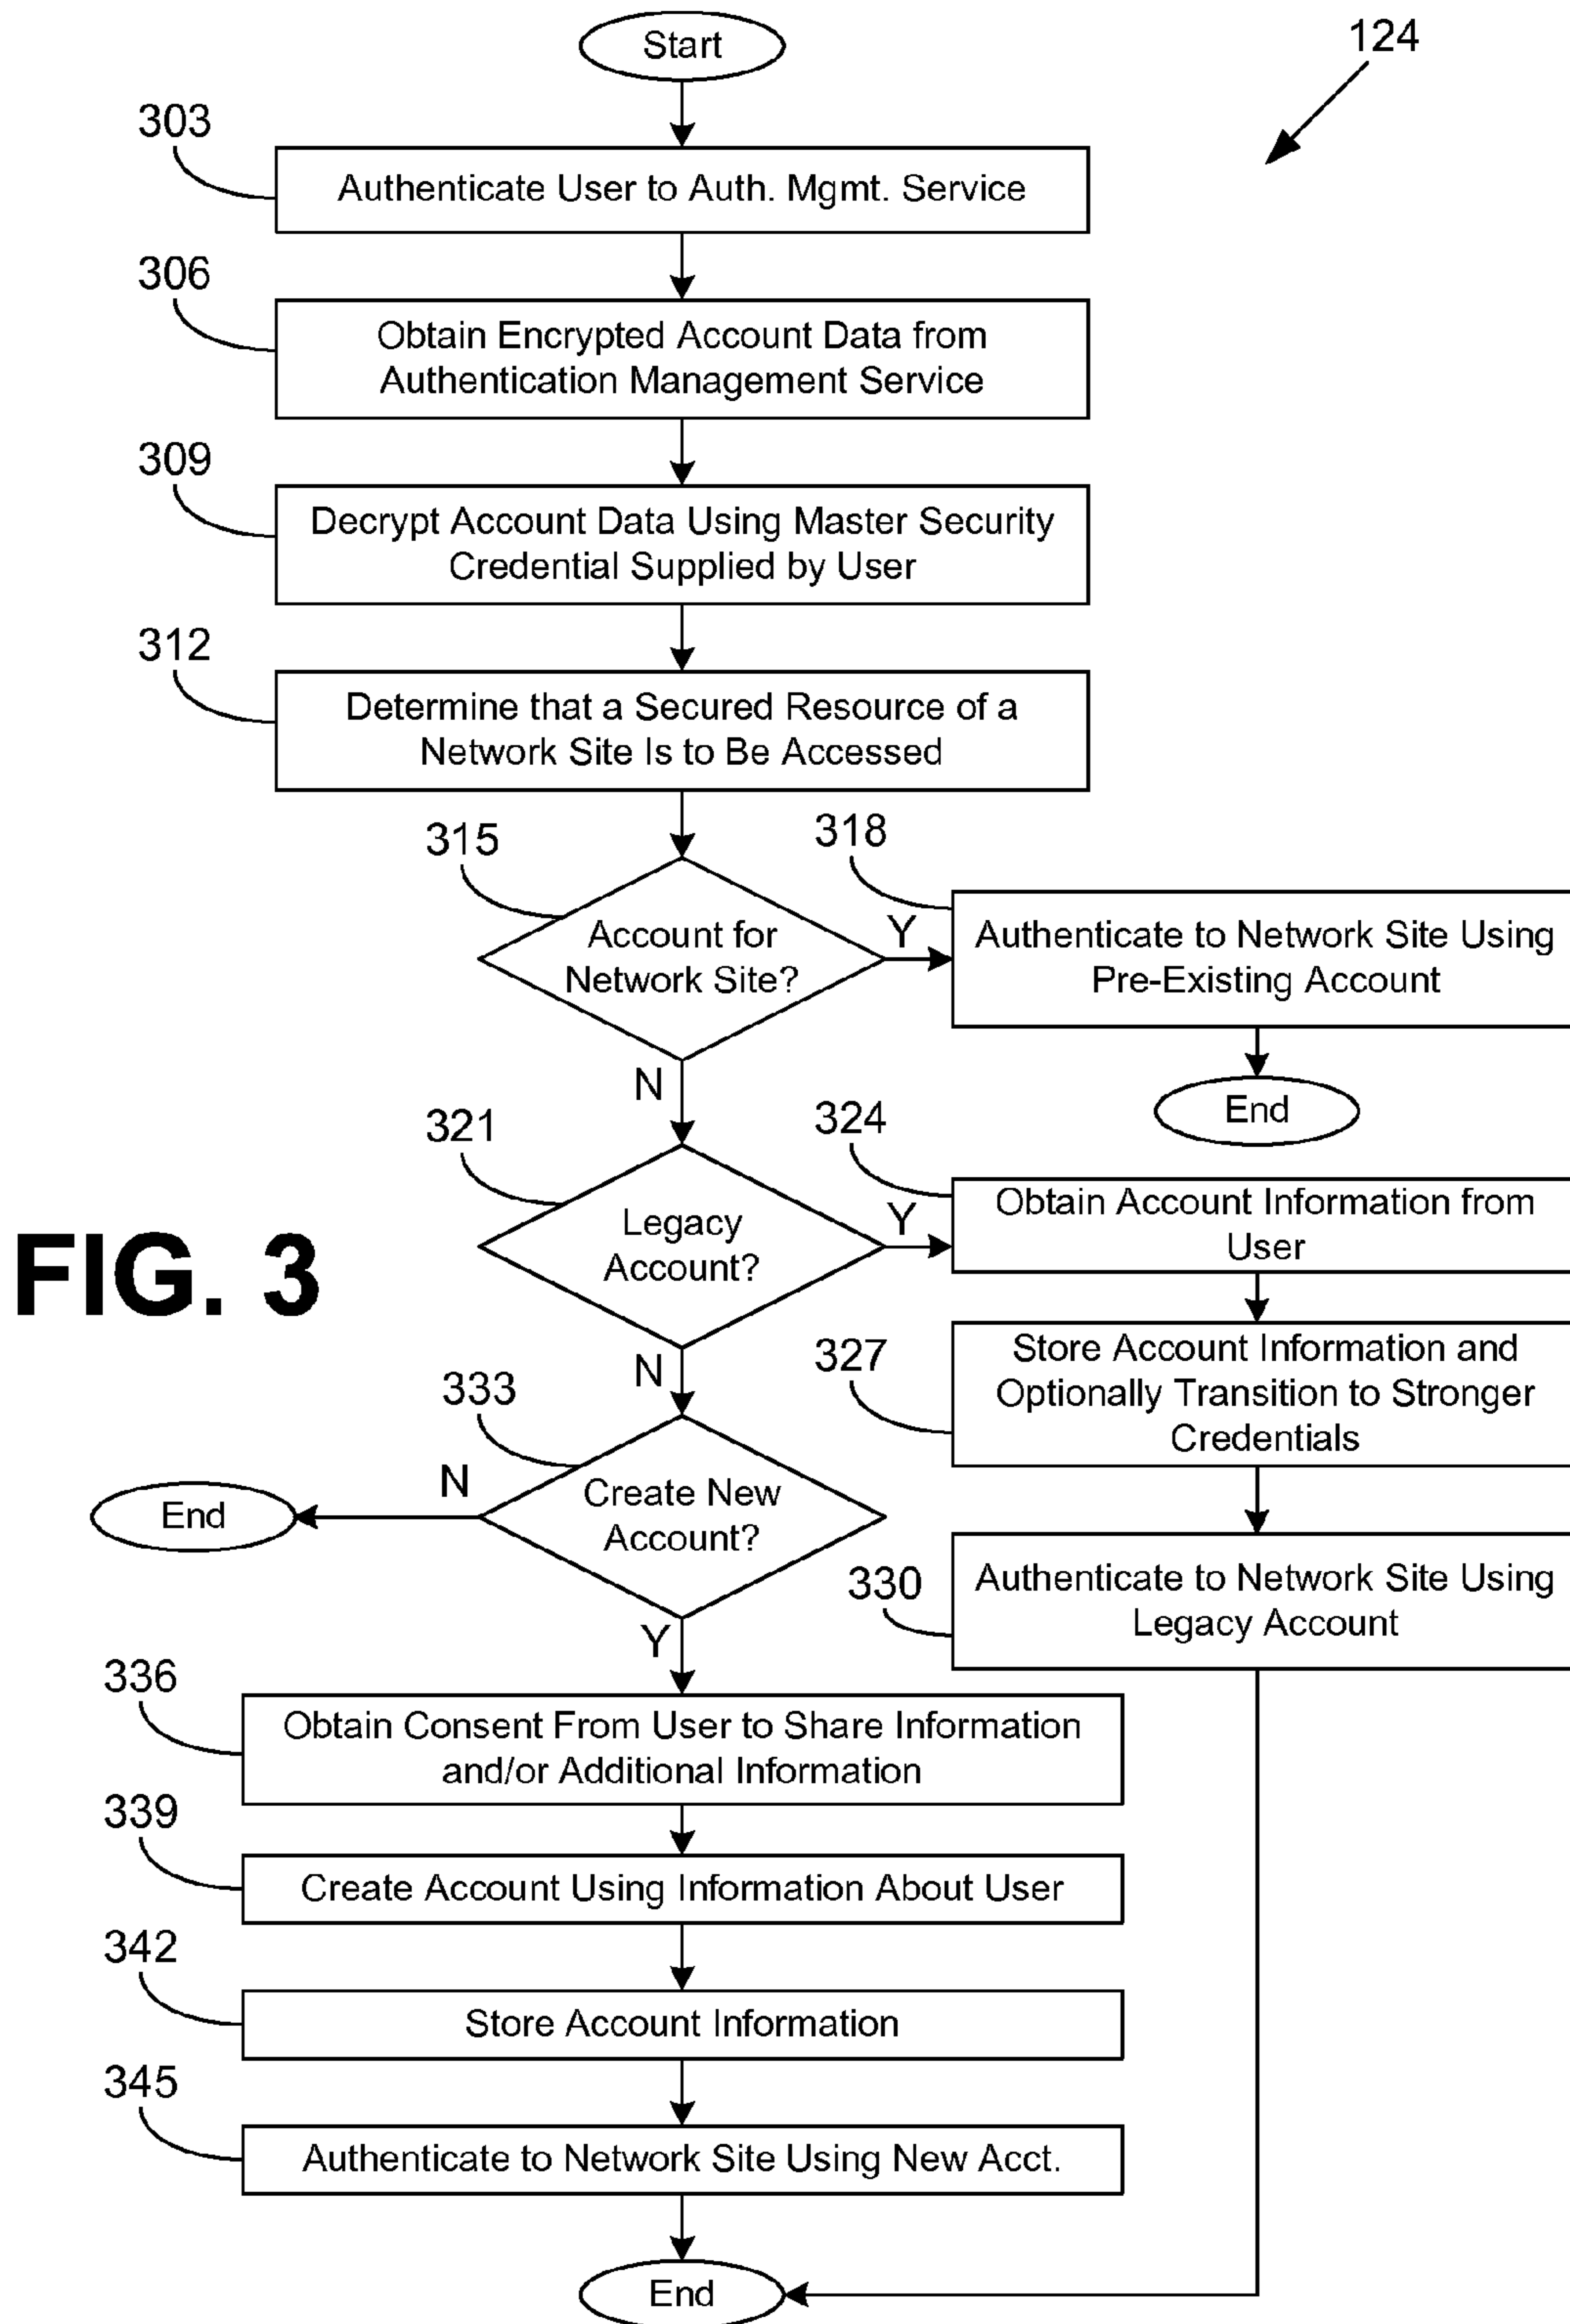 Start
124
303
Authenticate User to Auth. Mgmt. Service
306
Obtain Encrypted Account Data from
Authentication Management Service
309
Decrypt Account Data Using Master Security
Credential Supplied by User
312
Determine that a Secured Resource of a
Network Site Is to Be Accessed
315
Account for
Network Site?
Y
318
Authenticate to Network Site Using
Pre-Existing Account
End
N
321
Legacy
Account?
Y
324
Obtain Account Information from
User
327
Store Account Information and
Optionally Transition to Stronger
Credentials
330
Authenticate to Network Site Using
Legacy Account
FIG. 3
N
333
Create New
Account?
N
End
Y
336
Obtain Consent From User to Share Information
and/or Additional Information
339
Create Account Using Information About User
342
Store Account Information
345
Authenticate to Network Site Using New Acct.
End